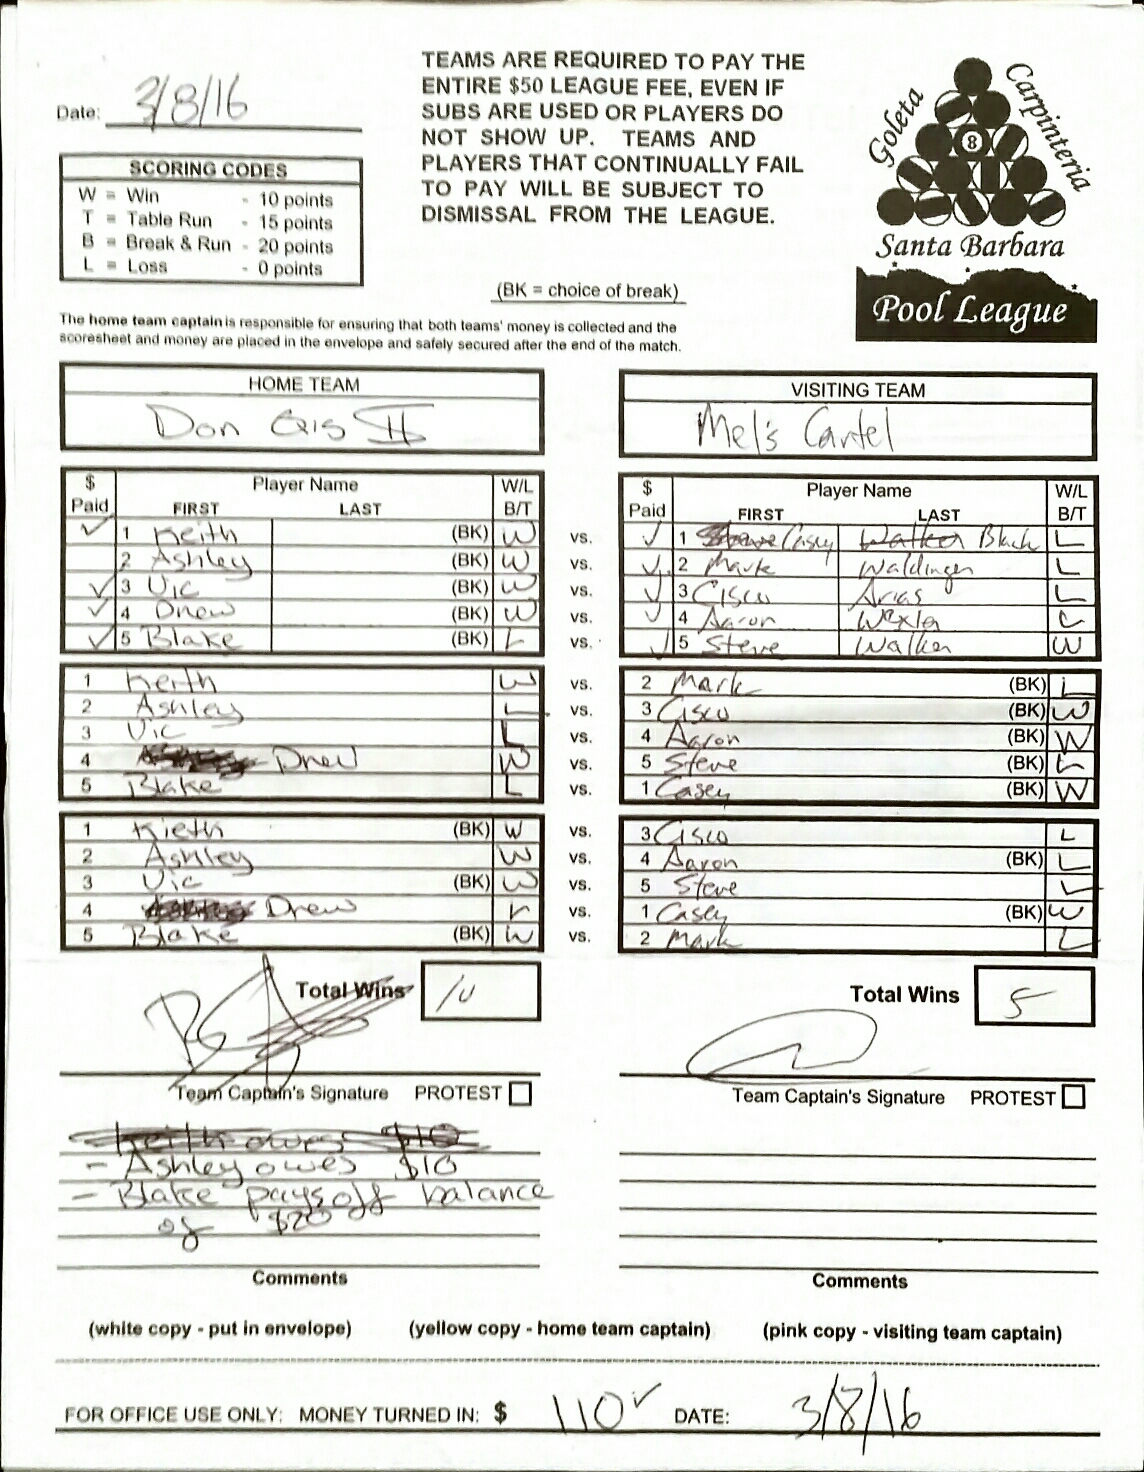 Date: 3/8/16
TEAMS ARE REQUIRED TO PAY THE
ENTIRE $50 LEAGUE FEE, EVEN IF
SUBS ARE USED OR PLAYERS DO
NOT SHOW UP. TEAMS AND
PLAYERS THAT CONTINUALLY FAIL
TO PAY WILL BE SUBJECT TO
DISMISSAL FROM THE LEAGUE.
(BK = choice of break)
Goleta
Carpinteria
8
Santa Barbara
Pool League
SCORING CODES
W = Win - 10 points
T = Table Run - 15 points
B = Break & Run - 20 points
L = Loss - 0 points
The home team captain is responsible for ensuring that both teams' money is collected and the
scoresheet and money are placed in the envelope and safely secured after the end of the match.
HOME TEAM VISITING TEAM
Don Q's II Mel's Cartel
$ Paid Player Name W/L B/T $ Paid Player Name W/L B/T
FIRST LAST FIRST LAST
✓ 1 Keith (BK) W vs. ✓ 1 Casey Walker Black L
2 Ashley (BK) W vs. ✓ 2 Mark Waldinger L
✓ 3 Vic (BK) W vs. ✓ 3 Cisco Arias L
✓ 4 Drew (BK) W vs. ✓ 4 Aaron Wexler L
✓ 5 Blake (BK) L vs. ✓ 5 Steve Walker W
1 Keith W vs. 2 Mark (BK) L
2 Ashley L vs. 3 Cisco (BK) W
3 Vic L vs. 4 Aaron (BK) W
4 Drew W vs. 5 Steve (BK) L
5 Blake L vs. 1 Casey (BK) W
1 Kieth (BK) W vs. 3 Cisco L
2 Ashley W vs. 4 Aaron (BK) L
3 Vic (BK) W vs. 5 Steve L
4 Drew L vs. 1 Casey (BK) W
5 Blake (BK) W vs. 2 Mark L
Total Wins 10 Total Wins 5
Team Captain's Signature PROTEST Team Captain's Signature PROTEST
Keith owes $10
- Ashley owes $10
- Blake pays off balance
of $20
Comments Comments
(white copy - put in envelope) (yellow copy - home team captain) (pink copy - visiting team captain)
FOR OFFICE USE ONLY: MONEY TURNED IN: $ 110 ✓ DATE: 3/8/16